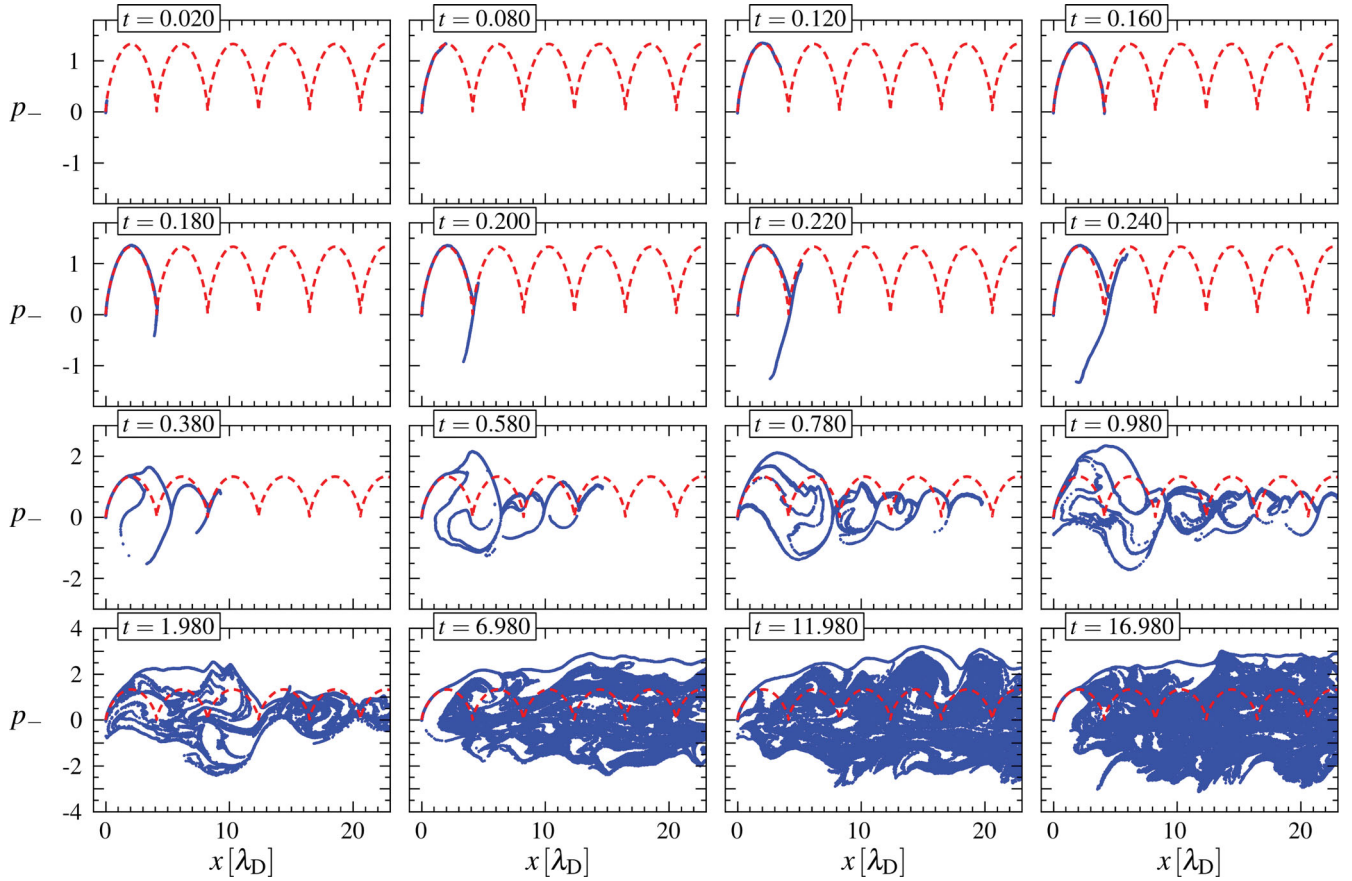 t = 0.020 t = 0.080 t = 0.120 t = 0.160
1
p− 0
-1
t = 0.180 t = 0.200 t = 0.220 t = 0.240
1
p− 0
-1
t = 0.380 t = 0.580 t = 0.780 t = 0.980
2
p− 0
-2
t = 1.980 t = 6.980 t = 11.980 t = 16.980
4
2
p− 0
-2
-4
0 10 20 0 10 20 0 10 20 0 10 20
x [λD] x [λD] x [λD] x [λD]